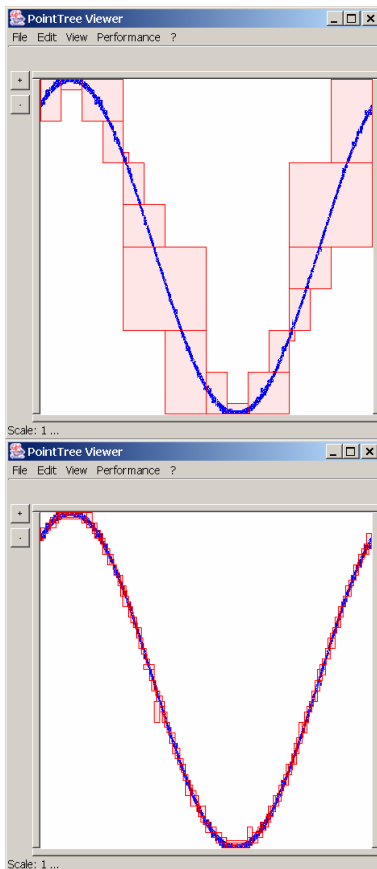 PointTree Viewer
File Edit View Performance ?
+
-
Scale: 1 ...
PointTree Viewer
File Edit View Performance ?
+
-
Scale: 1 ...